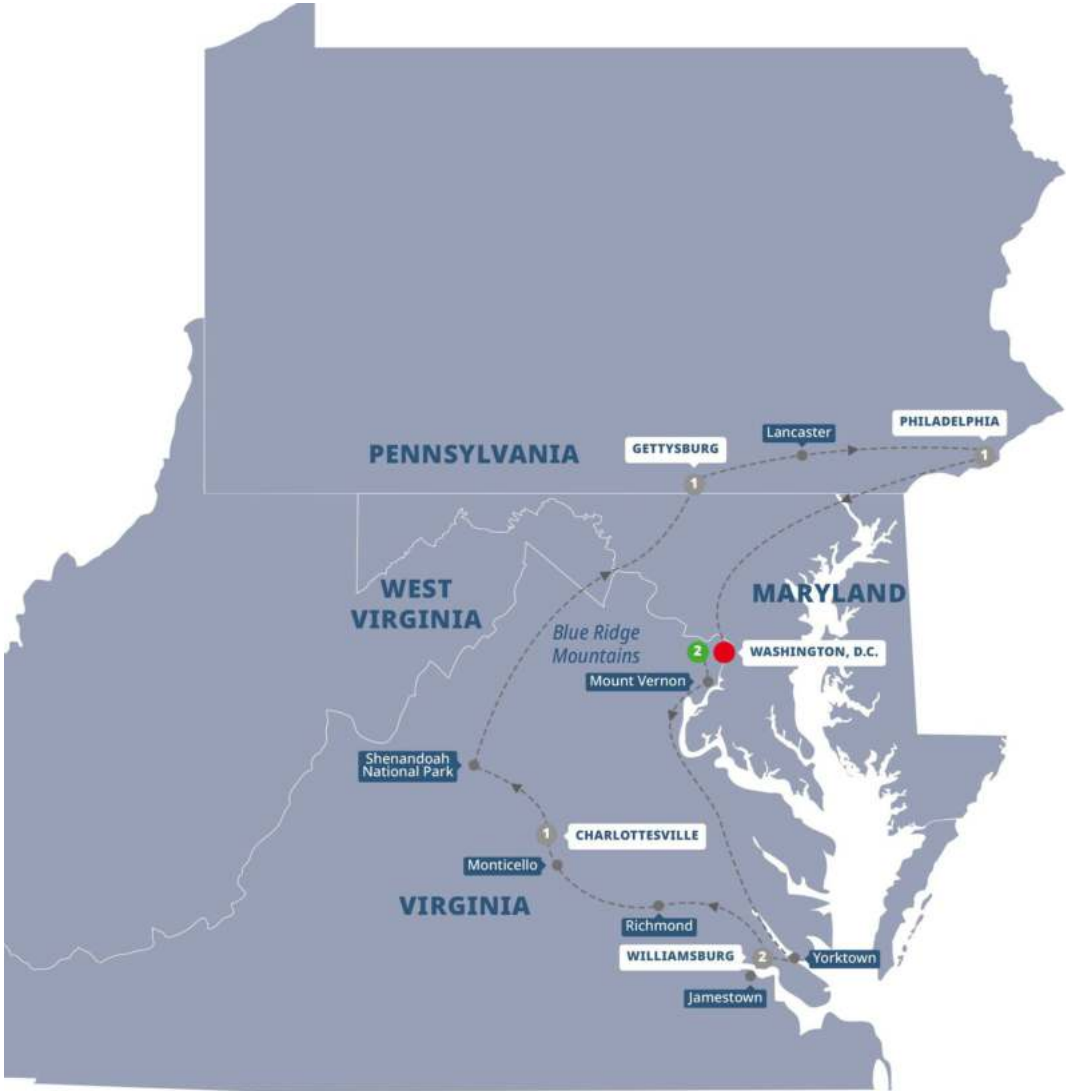 PHILADELPHIA
Lancaster
GETTYSBURG
PENNSYLVANIA
1
1
WEST
VIRGINIA
MARYLAND
Blue Ridge
Mountains
2
WASHINGTON, D.C.
Mount Vernon
Shenandoah
National Park
1
CHARLOTTESVILLE
Monticello
VIRGINIA
Richmond
WILLIAMSBURG
2
Yorktown
Jamestown